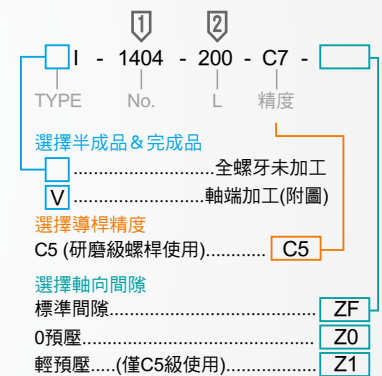 1 2
I - 1404 - 200 - C7 -
TYPE No. L 精度
選擇半成品&完成品
..............................全螺牙未加工
V ............................軸端加工(附圖)
選擇導桿精度
C5 (研磨級螺桿使用)............ C5
選擇軸向間隙
標準間隙............................................ ZF
0預壓................................................. Z0
輕預壓.....(僅C5級使用)................... Z1